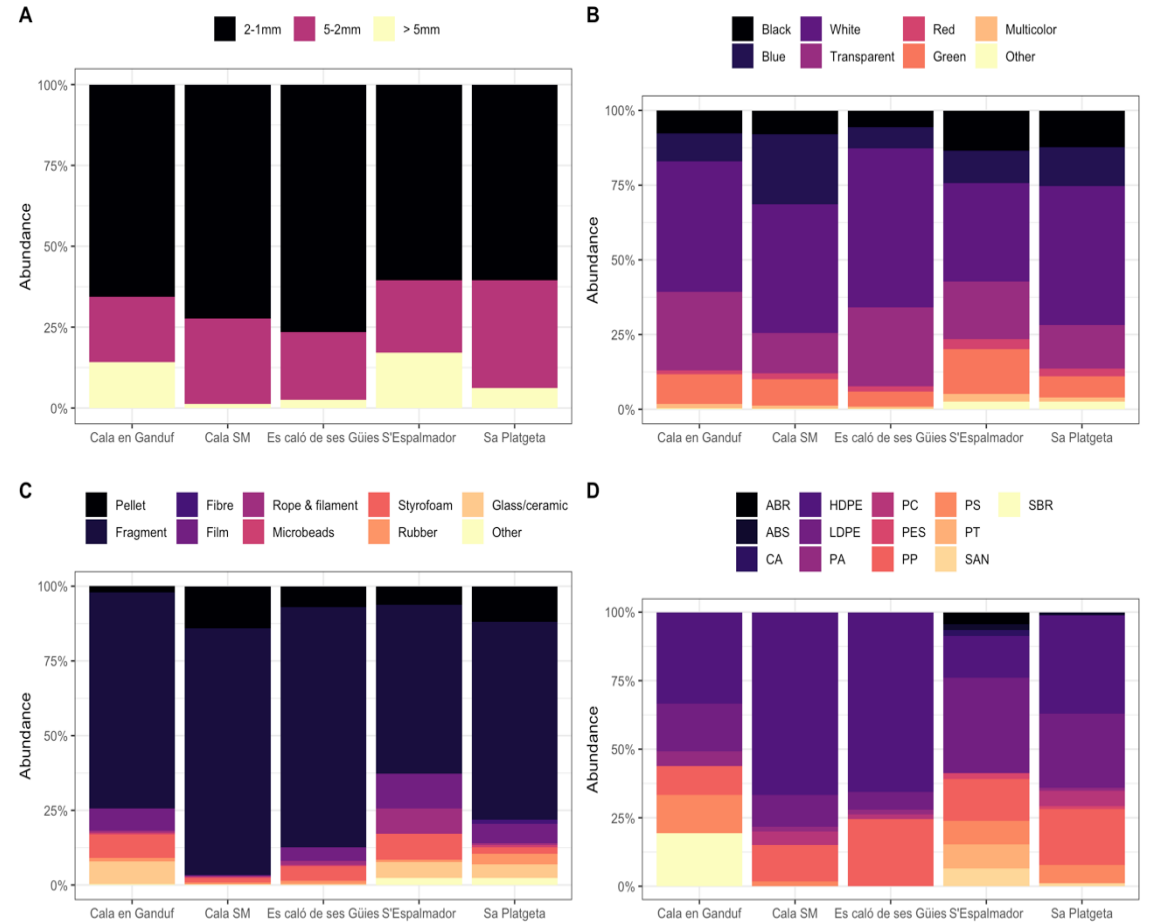 A
2-1mm 5-2mm > 5mm
Abundance
100%
75%
50%
25%
0%
Cala en Ganduf Cala SM Es caló de ses Gües S'Espalmador Sa Platgeta
B
Black White Red Multicolor
Blue Transparent Green Other
Abundance
100%
75%
50%
25%
0%
Cala en Ganduf Cala SM Es caló de ses Gües S'Espalmador Sa Platgeta
C
Pellet Fibre Rope & filament Styrofoam Glass/ceramic
Fragment Film Microbeads Rubber Other
Abundance
100%
75%
50%
25%
0%
Cala en Ganduf Cala SM Es caló de ses Gües S'Espalmador Sa Platgeta
D
ABR HDPE PC PS SBR
ABS LDPE PES PT
CA PA PP SAN
Abundance
100%
75%
50%
25%
0%
Cala en Ganduf Cala SM Es caló de ses Gües S'Espalmador Sa Platgeta